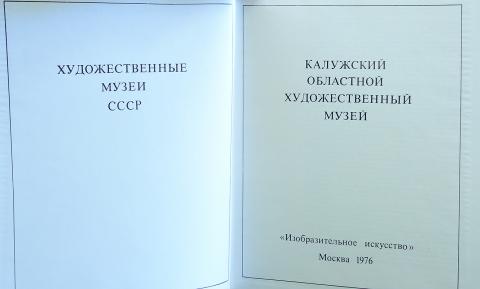 ХУДОЖЕСТВЕННЫЕ
МУЗЕИ
СССР
КАЛУЖСКИЙ
ОБЛАСТНОЙ
ХУДОЖЕСТВЕННЫЙ
МУЗЕЙ
«Изобразительное искусство»
Москва 1976